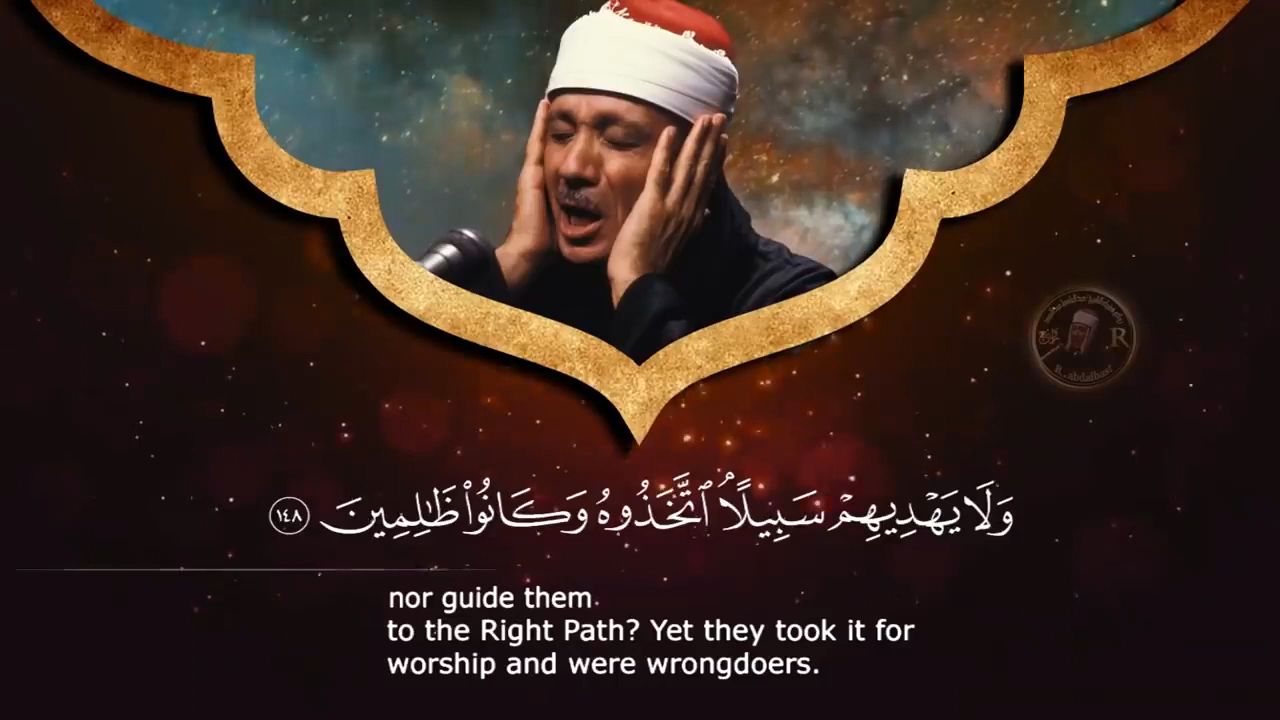 وَلَا يَهْدِيهِمْ سَبِيلًا ۘ ٱتَّخَذُوهُ وَكَانُوا۟ ظَـٰلِمِينَ ١٤٨
nor guide them
to the Right Path? Yet they took it for
worship and were wrongdoers.
R
R_abdalbast